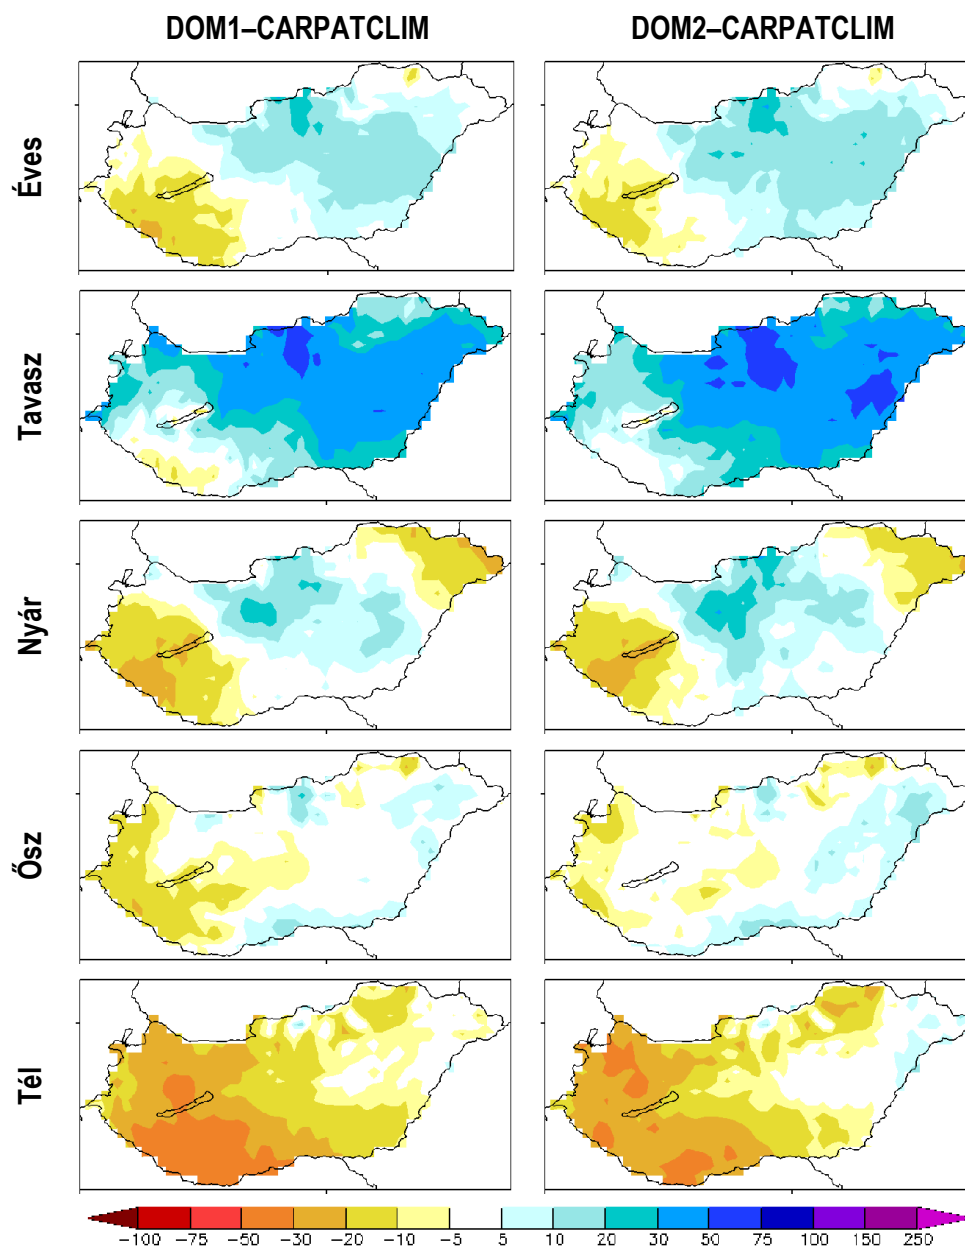 DOM1–CARPATCLIM DOM2–CARPATCLIM
Éves
Tavasz
Nyár
Ősz
Tél
-100 -75 -50 -30 -20 -10 -5 5 10 20 30 50 75 100 150 250